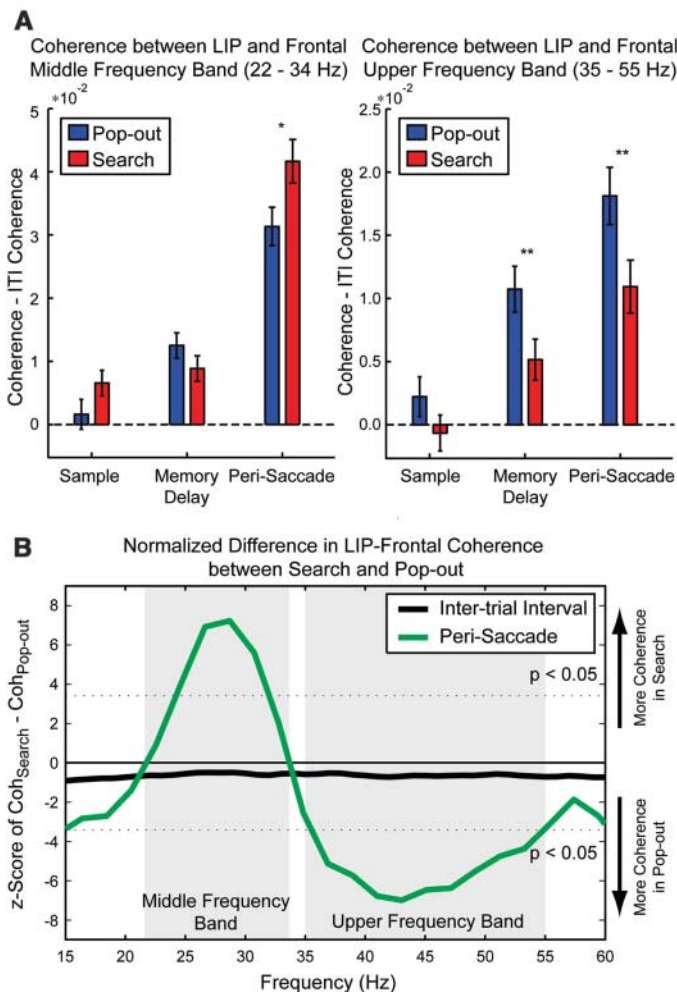 A
Coherence between LIP and Frontal
Middle Frequency Band (22 - 34 Hz)
*10-2
5
4
3
2
1
0
Coherence - ITI Coherence
Pop-out
Search
*
Sample
Memory
Delay
Peri-Saccade
Coherence between LIP and Frontal
Upper Frequency Band (35 - 55 Hz)
*10-2
2.5
2.0
1.5
1.0
0.5
0.0
Coherence - ITI Coherence
Pop-out
Search
**
**
Sample
Memory
Delay
Peri-Saccade
B
Normalized Difference in LIP-Frontal Coherence
between Search and Pop-out
z-Score of CohSearch - CohPop-out
8
6
4
2
0
-2
-4
-6
-8
Inter-trial Interval
Peri-Saccade
p < 0.05
p < 0.05
Middle Frequency
Band
Upper Frequency Band
15 21 30 35 40 45 50 55 60
Frequency (Hz)
More Coherence
in Search
More Coherence
in Pop-out